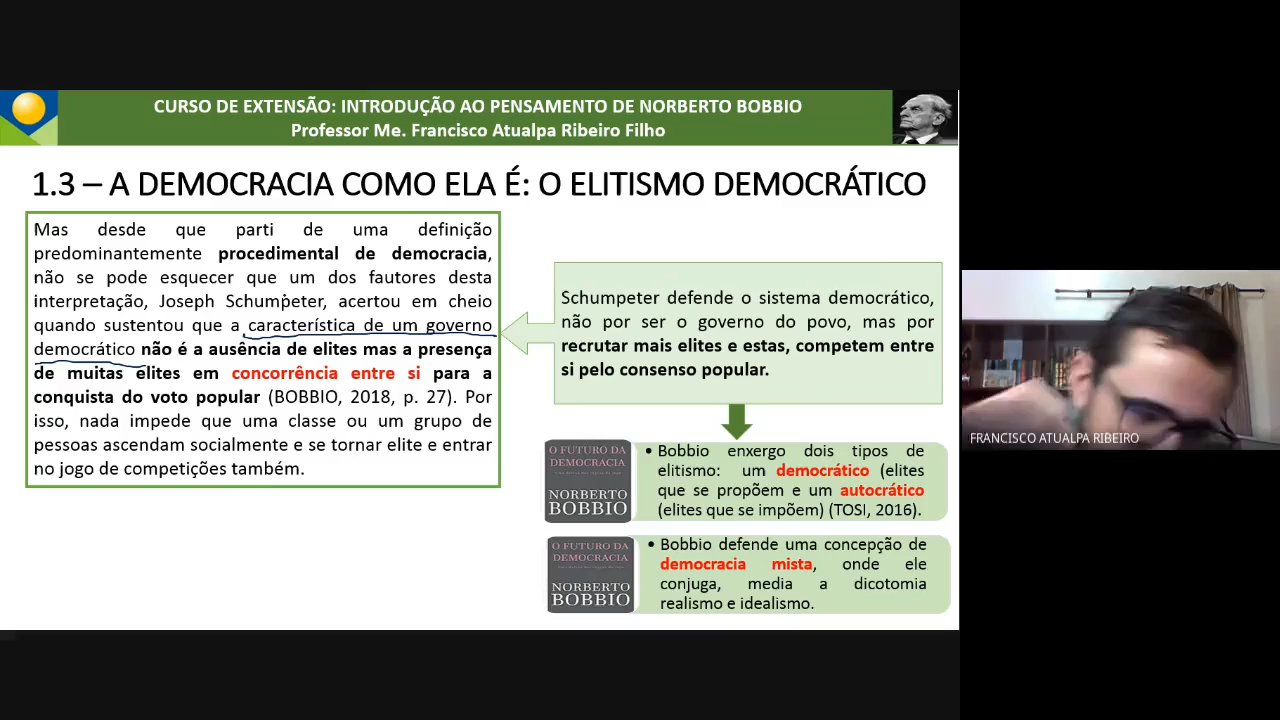 CURSO DE EXTENSÃO: INTRODUÇÃO AO PENSAMENTO DE NORBERTO BOBBIO
Professor Me. Francisco Atualpa Ribeiro Filho
1.3 – A DEMOCRACIA COMO ELA É: O ELITISMO DEMOCRÁTICO
Mas desde que parti de uma definição
predominantemente procedimental de democracia,
não se pode esquecer que um dos fautores desta
interpretação, Joseph Schumpeter, acertou em cheio
quando sustentou que a característica de um governo
democrático não é a ausência de elites mas a presença
de muitas elites em concorrência entre si para a
conquista do voto popular (BOBBIO, 2018, p. 27). Por
isso, nada impede que uma classe ou um grupo de
pessoas ascendam socialmente e se tornar elite e entrar
no jogo de competições também.
Schumpeter defende o sistema democrático,
não por ser o governo do povo, mas por
recrutar mais elites e estas, competem entre
si pelo consenso popular.
O FUTURO DA
DEMOCRACIA
NORBERTO
BOBBIO
• Bobbio enxergo dois tipos de
elitismo: um democrático (elites
que se propõem e um autocrático
(elites que se impõem) (TOSI, 2016).
O FUTURO DA
DEMOCRACIA
NORBERTO
BOBBIO
• Bobbio defende uma concepção de
democracia mista, onde ele
conjuga, media a dicotomia
realismo e idealismo.
FRANCISCO ATUALPA RIBEIRO